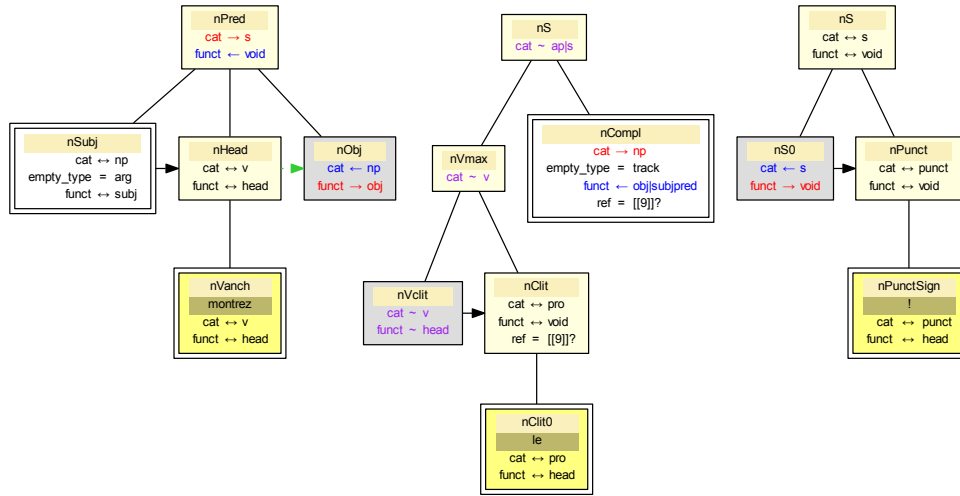 nPred
cat → s
funct ← void
nSubj
cat ↔ np
empty_type = arg
funct ↔ subj
nHead
cat ↔ v
funct ↔ head
nObj
cat ← np
funct → obj
nVanch
montrez
cat ↔ v
funct ↔ head
nS
cat ~ ap|s
nVmax
cat ~ v
nCompl
cat → np
empty_type = track
funct ← obj|subjpred
ref = [[9]]?
nVclit
cat ~ v
funct ~ head
nClit
cat ↔ pro
funct ↔ void
ref = [[9]]?
nClit0
le
cat ↔ pro
funct ↔ head
nS
cat ↔ s
funct ↔ void
nS0
cat ← s
funct → void
nPunct
cat ↔ punct
funct ↔ void
nPunctSign
!
cat ↔ punct
funct ↔ head